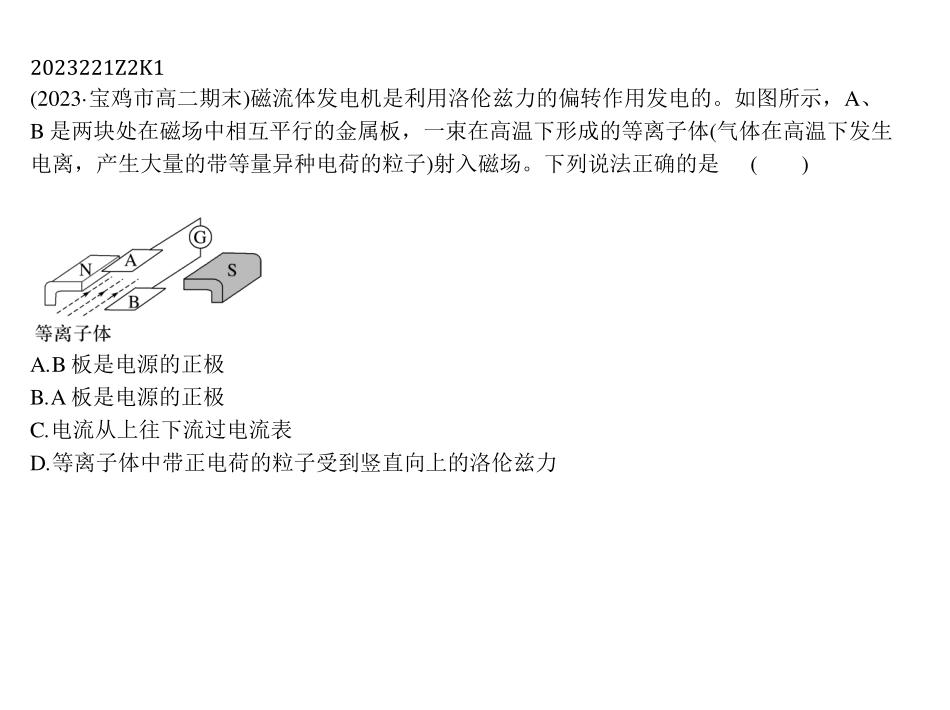 2023221Z2K1
(2023·宝鸡市高二期末)磁流体发电机是利用洛伦兹力的偏转作用发电的。如图所示，A、
B 是两块处在磁场中相互平行的金属板，一束在高温下形成的等离子体(气体在高温下发生
电离，产生大量的带等量异种电荷的粒子)射入磁场。下列说法正确的是 (  )
G
N
A
S
B
等离子体
A.B 板是电源的正极
B.A 板是电源的正极
C.电流从上往下流过电流表
D.等离子体中带正电荷的粒子受到竖直向上的洛伦兹力